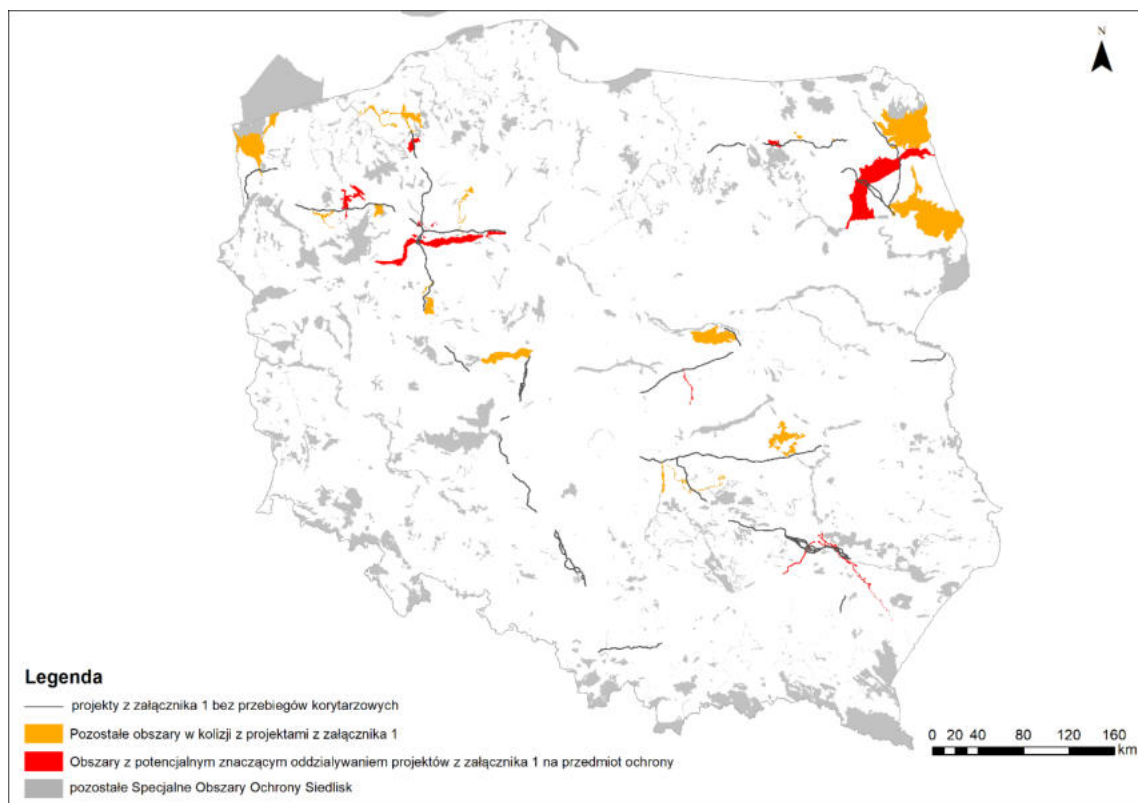 N
Legenda
projekty z załącznika 1 bez przebiegów korytarzowych
Pozostałe obszary w kolizji z projektami z załącznika 1
Obszary z potencjalnym znaczącym oddziaływaniem projektów z załącznika 1 na przedmiot ochrony
pozostałe Specjalne Obszary Ochrony Siedlisk
0 20 40 80 120 160
km